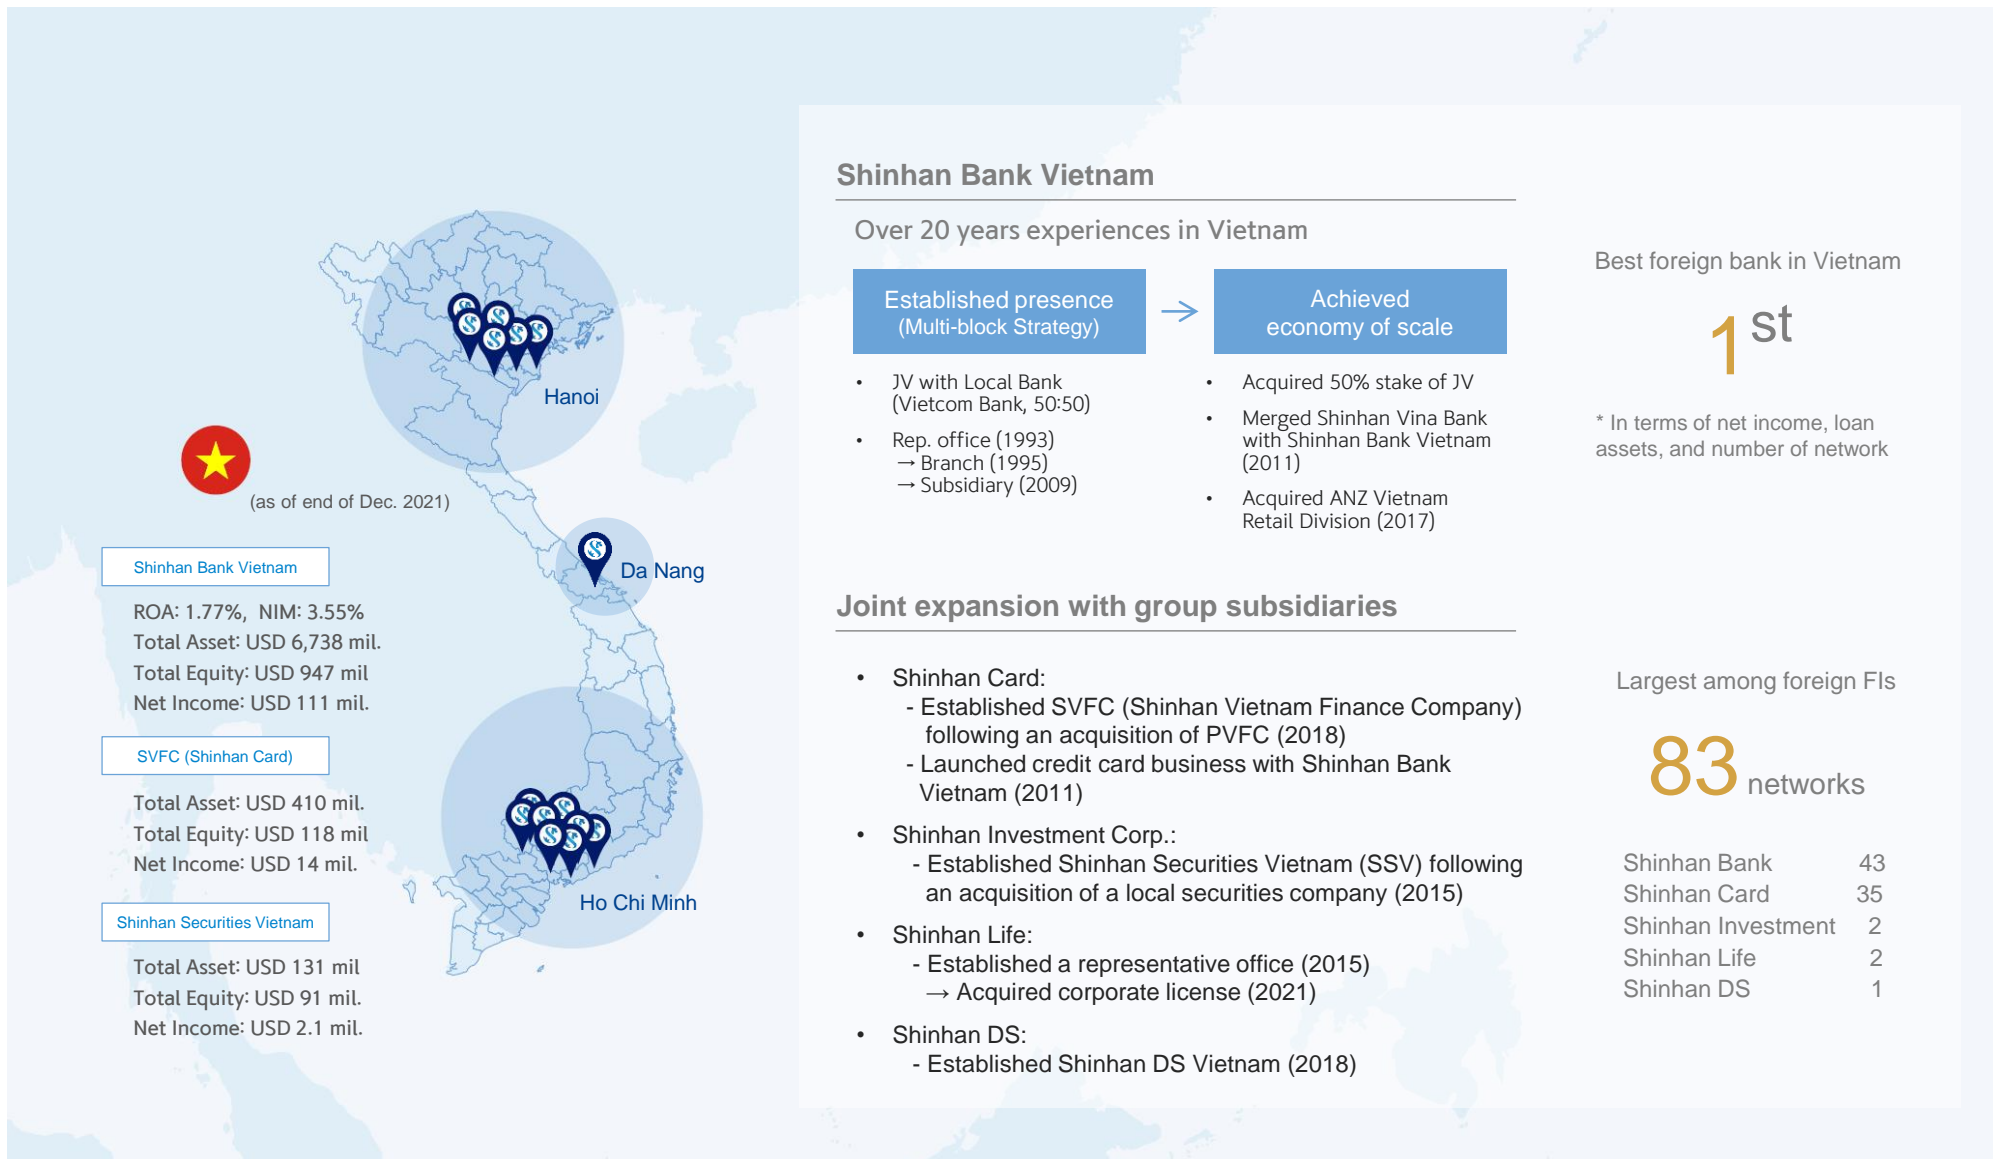 Hanoi
(as of end of Dec. 2021)
Da Nang
Ho Chi Minh
Shinhan Bank Vietnam
ROA: 1.77%, NIM: 3.55%
Total Asset: USD 6,738 mil.
Total Equity: USD 947 mil
Net Income: USD 111 mil.
SVFC (Shinhan Card)
Total Asset: USD 410 mil.
Total Equity: USD 118 mil
Net Income: USD 14 mil.
Shinhan Securities Vietnam
Total Asset: USD 131 mil
Total Equity: USD 91 mil.
Net Income: USD 2.1 mil.
Shinhan Bank Vietnam
Over 20 years experiences in Vietnam
Established presence
(Multi-block Strategy)
• JV with Local Bank
(Vietcom Bank, 50:50)
• Rep. office (1993)
→ Branch (1995)
→ Subsidiary (2009)
→
Achieved
economy of scale
• Acquired 50% stake of JV
• Merged Shinhan Vina Bank
with Shinhan Bank Vietnam
(2011)
• Acquired ANZ Vietnam
Retail Division (2017)
Best foreign bank in Vietnam
1st
* In terms of net income, loan
assets, and number of network
Joint expansion with group subsidiaries
• Shinhan Card:
- Established SVFC (Shinhan Vietnam Finance Company)
following an acquisition of PVFC (2018)
- Launched credit card business with Shinhan Bank
Vietnam (2011)
• Shinhan Investment Corp.:
- Established Shinhan Securities Vietnam (SSV) following
an acquisition of a local securities company (2015)
• Shinhan Life:
- Established a representative office (2015)
→ Acquired corporate license (2021)
• Shinhan DS:
- Established Shinhan DS Vietnam (2018)
Largest among foreign FIs
83 networks
Shinhan Bank 43
Shinhan Card 35
Shinhan Investment 2
Shinhan Life 2
Shinhan DS 1